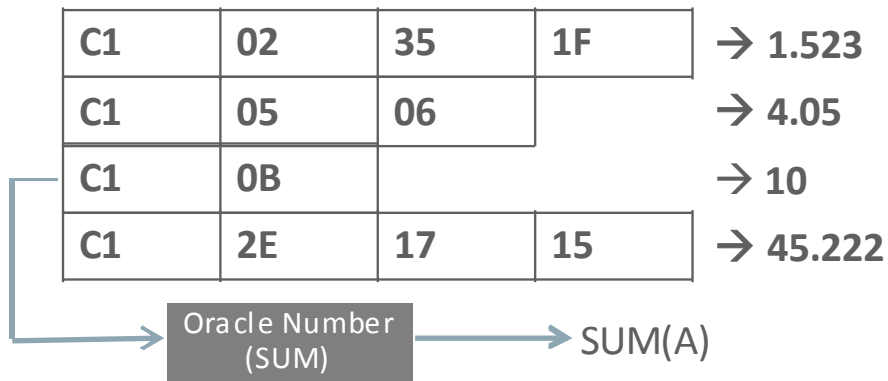 C1 02 35 1F → 1.523
C1 05 06 → 4.05
C1 0B → 10
C1 2E 17 15 → 45.222
Oracle Number
(SUM)
SUM(A)